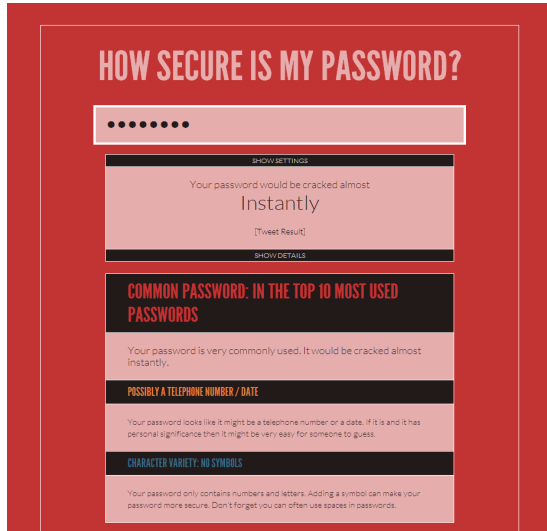 HOW SECURE IS MY PASSWORD?
●●●●●●●●
SHOW SETTINGS
Your password would be cracked almost
Instantly
[Tweet Result]
SHOW DETAILS
COMMON PASSWORD: IN THE TOP 10 MOST USED
PASSWORDS
Your password is very commonly used. It would be cracked almost
instantly.
POSSIBLY A TELEPHONE NUMBER / DATE
Your password looks like it might be a telephone number or a date. If it is and it has
personal significance then it might be very easy for someone to guess.
CHARACTER VARIETY: NO SYMBOLS
Your password only contains numbers and letters. Adding a symbol can make your
password more secure. Don't forget you can often use spaces in passwords.